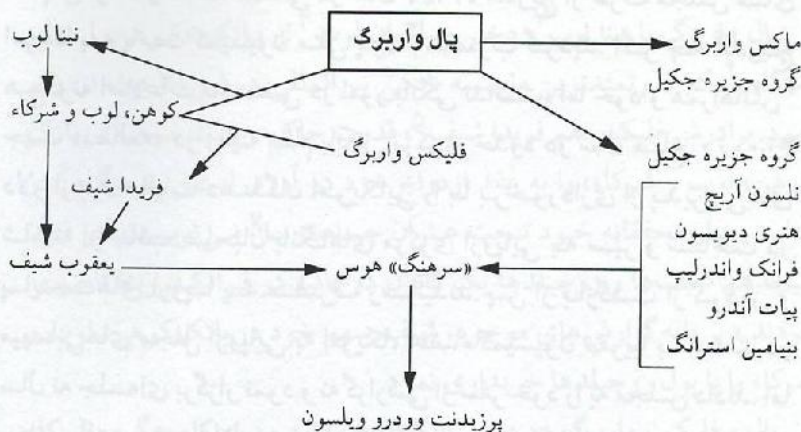 پال واربرگ
ماکس واربرگ
گروه جزیره جکیل
نینا لوب
کوهن، لوب و شرکاء
فلیکس واربرگ
گروه جزیره جکیل
فریدا شیف
نلسون آریچ
هنری دیویسون
فرانک واندرلیپ
پیات آندرو
بنیامین استرانگ
یعقوب شیف
«سرهنگ» هوس
پرزیدنت وودرو ویلسون